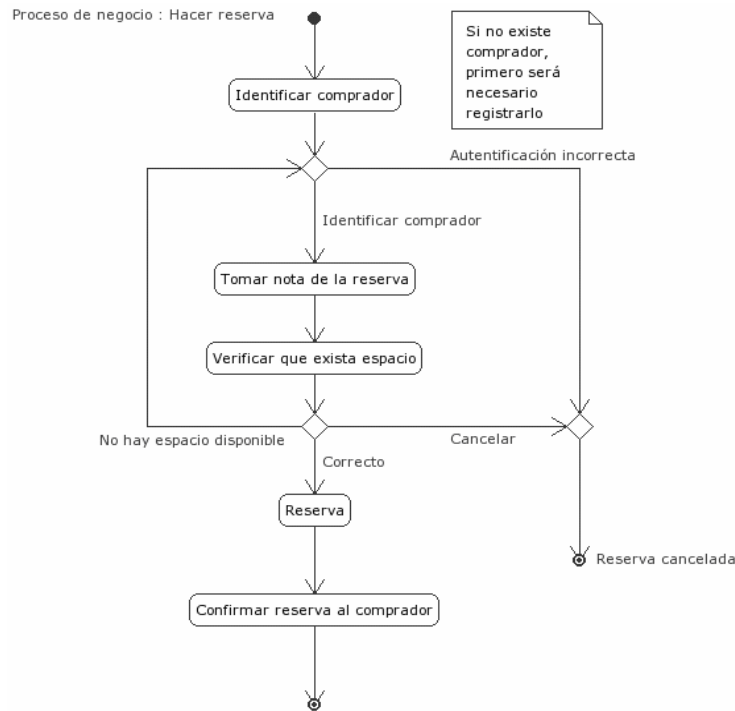 Proceso de negocio : Hacer reserva
Si no existe
comprador,
primero será
necesario
registrarlo
Identificar comprador
Autentificación incorrecta
Identificar comprador
Tomar nota de la reserva
Verificar que exista espacio
No hay espacio disponible
Cancelar
Correcto
Reserva
Reserva cancelada
Confirmar reserva al comprador